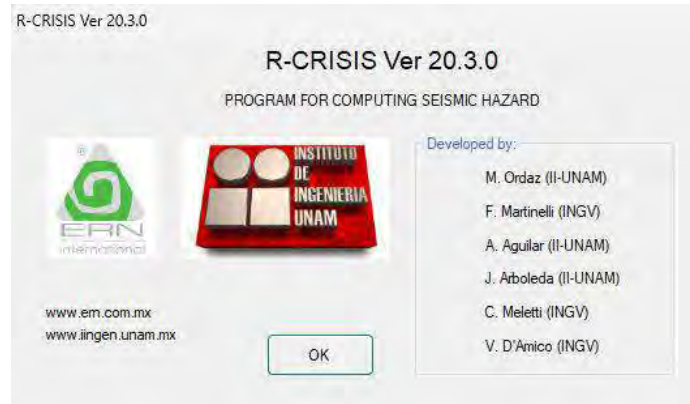 R-CRISIS Ver 20.3.0
R-CRISIS Ver 20.3.0
PROGRAM FOR COMPUTING SEISMIC HAZARD
®
ERN
international
INSTITUTO
DE
INGENIERIA
UNAM
Developed by:
M. Ordaz (II-UNAM)
F. Martinelli (INGV)
A. Aguilar (II-UNAM)
J. Arboleda (II-UNAM)
C. Meletti (INGV)
V. D'Amico (INGV)
www.ern.com.mx
www.iingen.unam.mx
OK